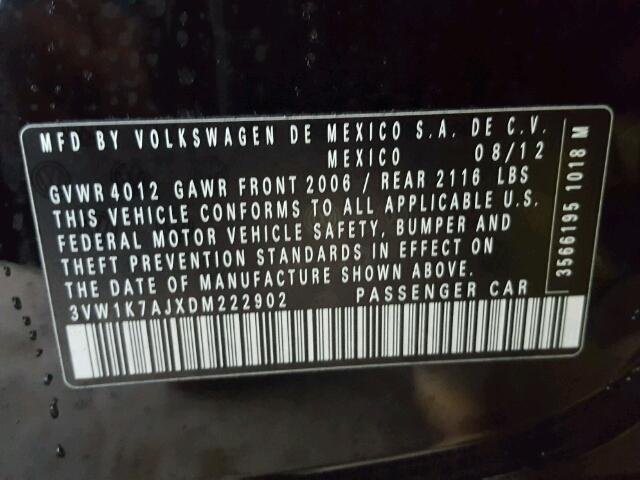 MFD BY VOLKSWAGEN DE MEXICO S.A. DE C.V.
MEXICO 08/12
GVWR 4012 GAWR FRONT 2006 / REAR 2116 LBS
THIS VEHICLE CONFORMS TO ALL APPLICABLE U.S.
FEDERAL MOTOR VEHICLE SAFETY, BUMPER AND
THEFT PREVENTION STANDARDS IN EFFECT ON
THE DATE OF MANUFACTURE SHOWN ABOVE.
3VW1K7AJXDM222902 PASSENGER CAR
3566195 1018 M